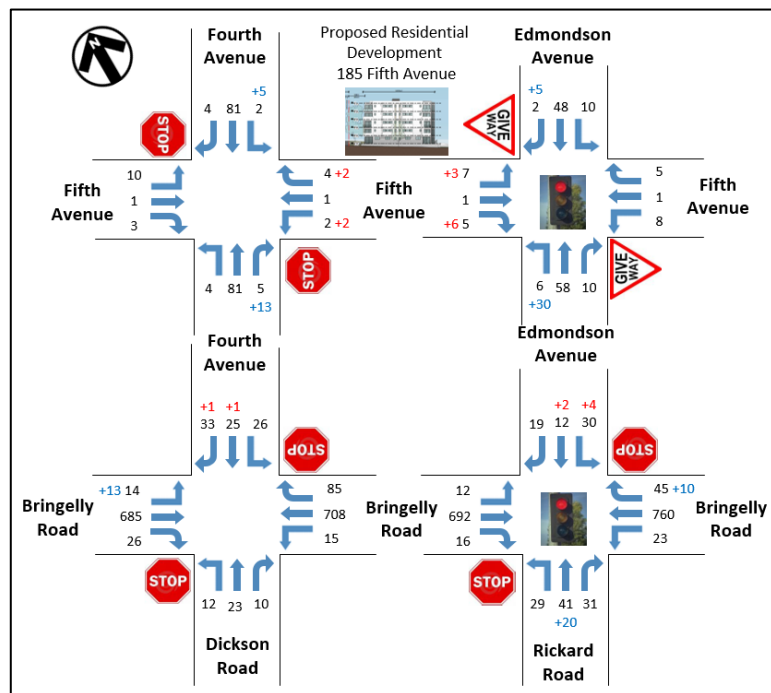 N
Fourth
Avenue
Proposed Residential
Development
185 Fifth Avenue
Edmondson
Avenue
+5
4 81 2
STOP
+5
2 48 10
GIVE
WAY
Fifth
Avenue
10
1
3
4 +2
1
2 +2
Fifth
Avenue
+3 7
1
+6 5
5
1
8
Fifth
Avenue
4 81 5
+13
STOP
6 58 10
+30
GIVE
WAY
Fourth
Avenue
Edmondson
Avenue
+1 +1
33 25 26
STOP
+2 +4
19 12 30
STOP
Bringelly
Road
+13 14
685
26
85
708
15
Bringelly
Road
12
692
16
45 +10
760
23
Bringelly
Road
STOP
12 23 10
STOP
29 41 31
+20
Dickson
Road
Rickard
Road